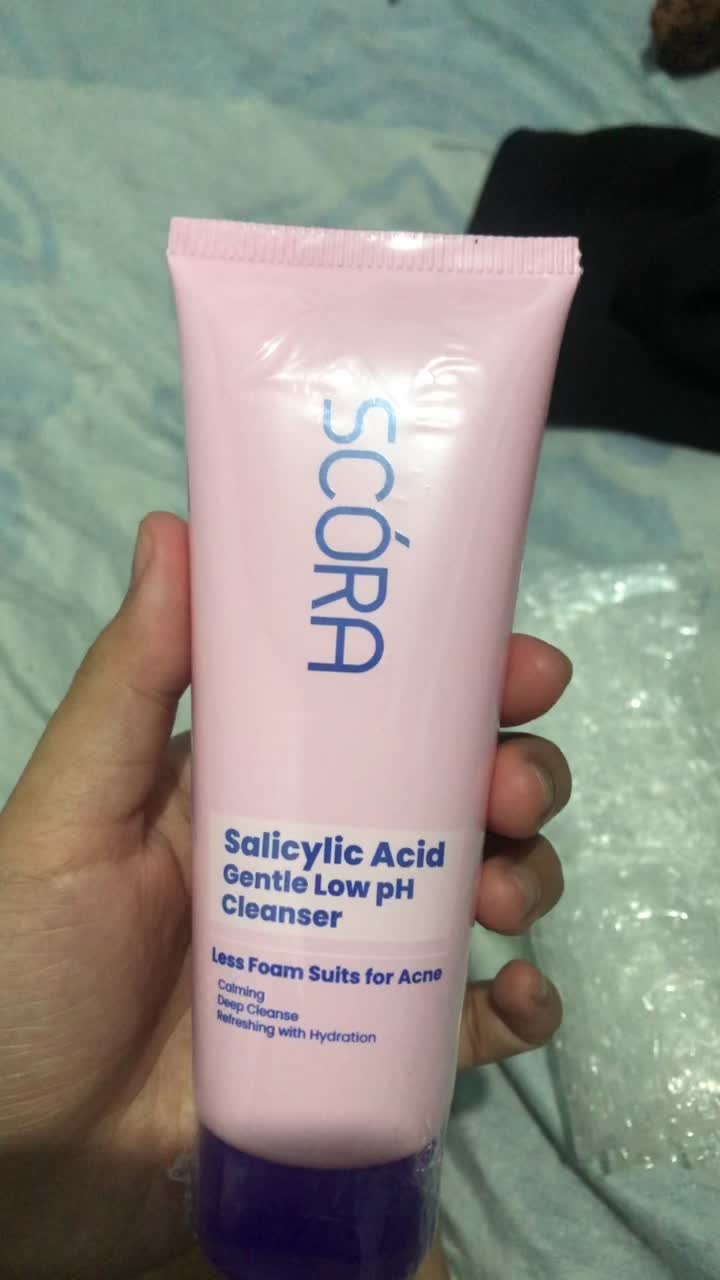 SCÓRA
Salicylic Acid
Gentle Low pH
Cleanser
Less Foam Suits for Acne
Calming
Deep Cleanse
Refreshing with Hydration